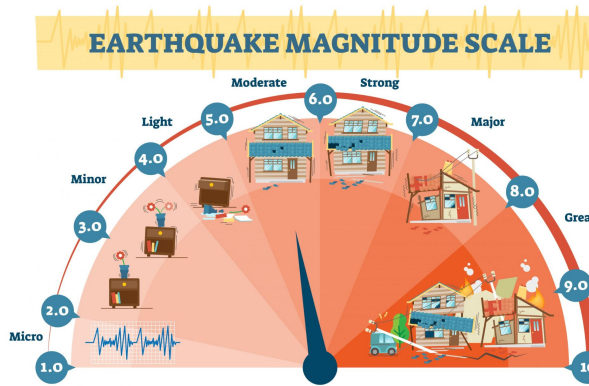 EARTHQUAKE MAGNITUDE SCALE
Moderate
Strong
6.0
5.0
7.0
Light
Major
4.0
Minor
8.0
3.0
9.0
2.0
Micro
1.0